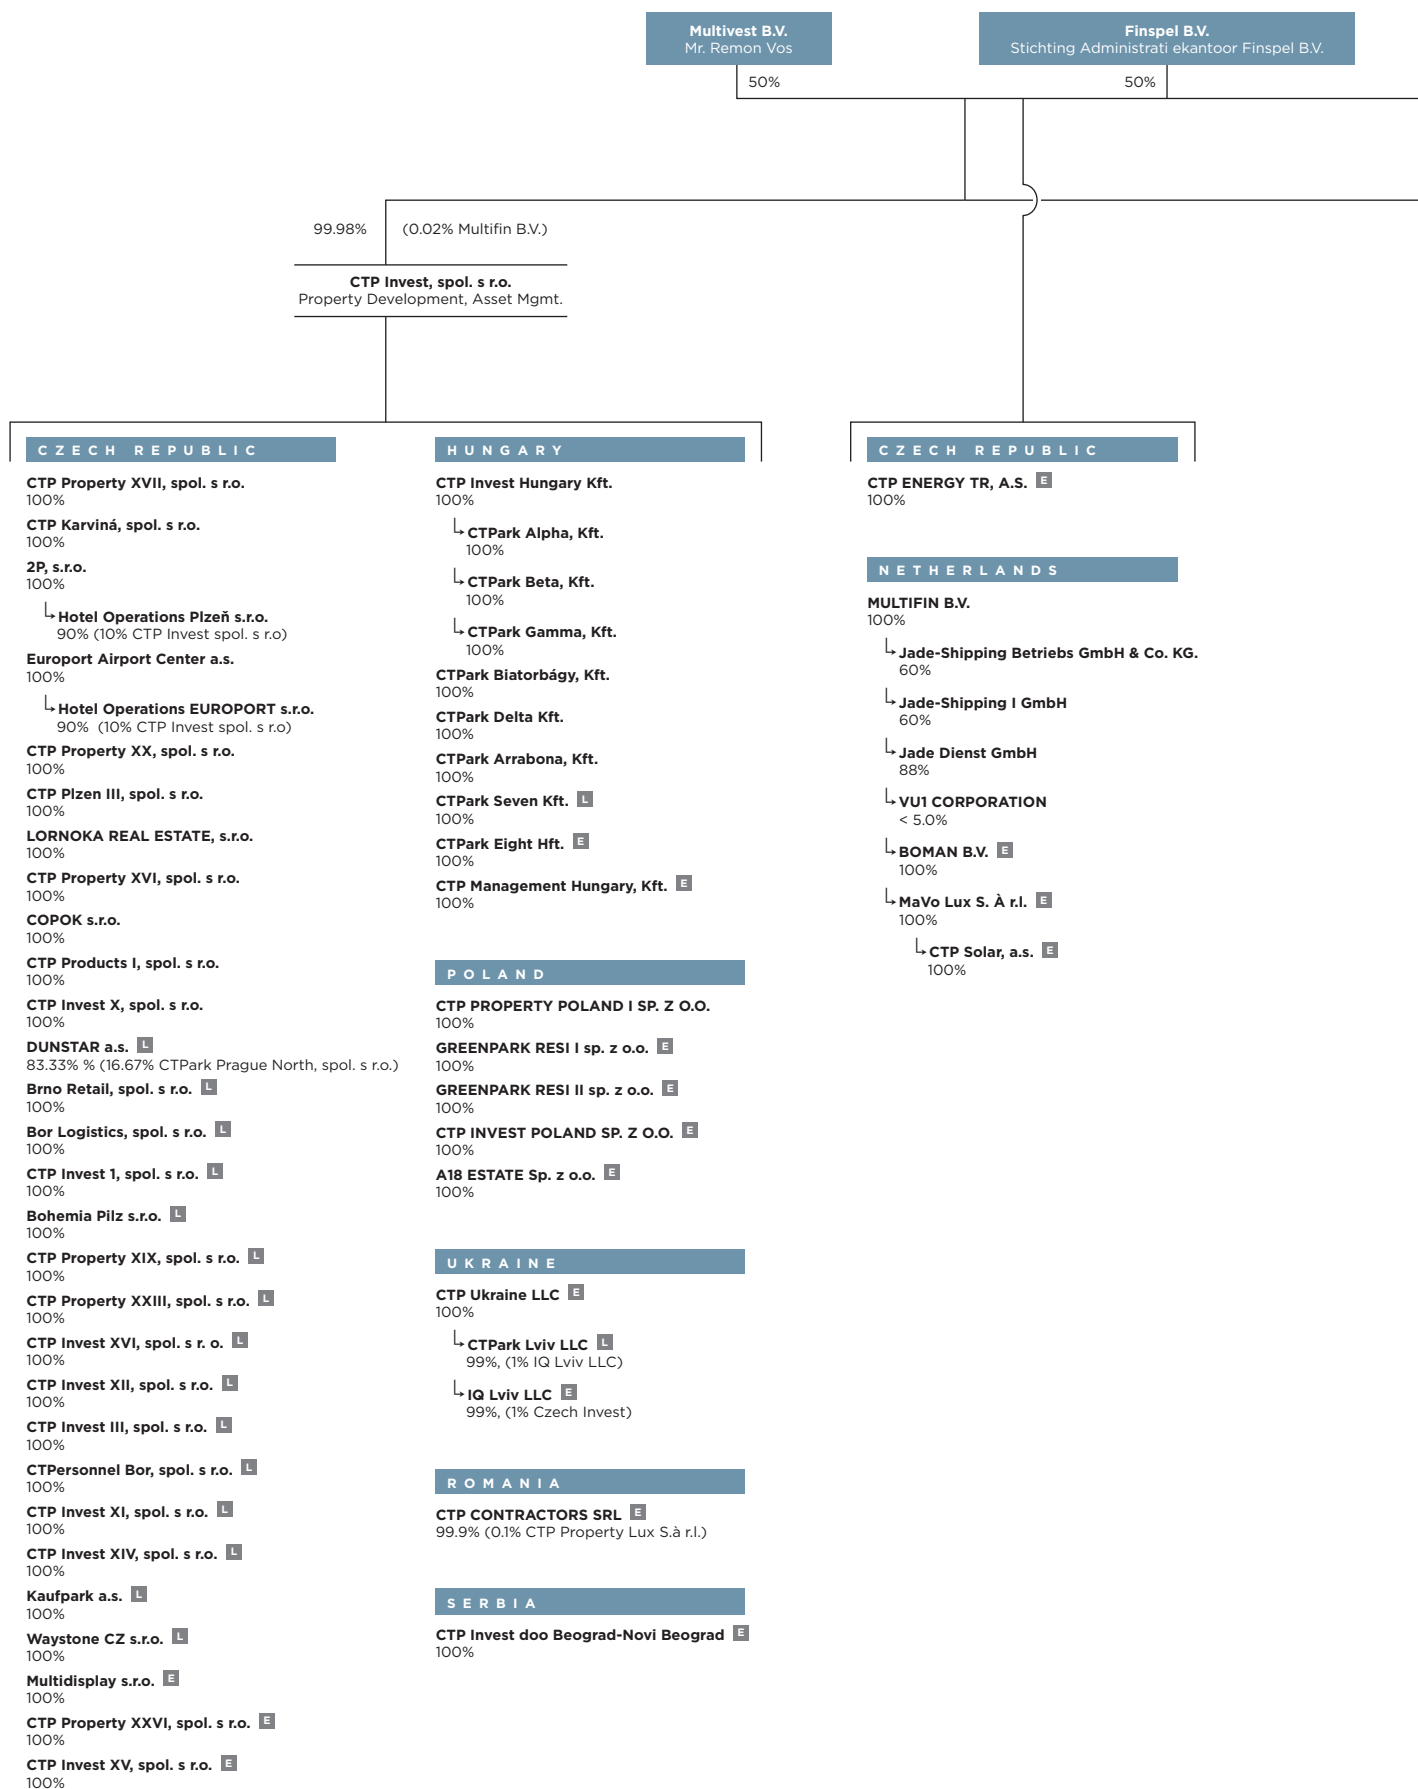 Multivest B.V.
Mr. Remon Vos
Finspel B.V.
Stichting Administrati ekantoor Finspel B.V.
50%
50%
99.98%
(0.02% Multifin B.V.)
CTP Invest, spol. s r.o.
Property Development, Asset Mgmt.
CZECH REPUBLIC
CTP Property XVII, spol. s r.o.
100%
CTP Karviná, spol. s r.o.
100%
2P, s.r.o.
100%
Hotel Operations Plzeň s.r.o.
90% (10% CTP Invest spol. s r.o)
Europort Airport Center a.s.
100%
Hotel Operations EUROPORT s.r.o.
90% (10% CTP Invest spol. s r.o)
CTP Property XX, spol. s r.o.
100%
CTP Plzen III, spol. s r.o.
100%
LORNOKA REAL ESTATE, s.r.o.
100%
CTP Property XVI, spol. s r.o.
100%
COPOK s.r.o.
100%
CTP Products I, spol. s r.o.
100%
CTP Invest X, spol. s r.o.
100%
DUNSTAR a.s. L
83.33% % (16.67% CTPark Prague North, spol. s r.o.)
Brno Retail, spol. s r.o. L
100%
Bor Logistics, spol. s r.o. L
100%
CTP Invest 1, spol. s r.o. L
100%
Bohemia Pilz s.r.o. L
100%
CTP Property XIX, spol. s r.o. L
100%
CTP Property XXIII, spol. s r.o. L
100%
CTP Invest XVI, spol. s r. o. L
100%
CTP Invest XII, spol. s r.o. L
100%
CTP Invest III, spol. s r.o. L
100%
CTPersonnel Bor, spol. s r.o. L
100%
CTP Invest XI, spol. s r.o. L
100%
CTP Invest XIV, spol. s r.o. L
100%
Kaufpark a.s. L
100%
Waystone CZ s.r.o. L
100%
Multidisplay s.r.o. E
100%
CTP Property XXVI, spol. s r.o. E
100%
CTP Invest XV, spol. s r.o. E
100%
HUNGARY
CTP Invest Hungary Kft.
100%
CTPark Alpha, Kft.
100%
CTPark Beta, Kft.
100%
CTPark Gamma, Kft.
100%
CTPark Biatorbágy, Kft.
100%
CTPark Delta Kft.
100%
CTPark Arrabona, Kft.
100%
CTPark Seven Kft. L
100%
CTPark Eight Hft. E
100%
CTP Management Hungary, Kft. E
100%
POLAND
CTP PROPERTY POLAND I SP. Z O.O.
100%
GREENPARK RESI I sp. z o.o. E
100%
GREENPARK RESI II sp. z o.o. E
100%
CTP INVEST POLAND SP. Z O.O. E
100%
A18 ESTATE Sp. z o.o. E
100%
UKRAINE
CTP Ukraine LLC E
100%
CTPark Lviv LLC L
99%, (1% IQ Lviv LLC)
IQ Lviv LLC E
99%, (1% Czech Invest)
ROMANIA
CTP CONTRACTORS SRL E
99.9% (0.1% CTP Property Lux S.à r.l.)
SERBIA
CTP Invest doo Beograd-Novi Beograd E
100%
CZECH REPUBLIC
CTP ENERGY TR, A.S. E
100%
NETHERLANDS
MULTIFIN B.V.
100%
Jade-Shipping Betriebs GmbH & Co. KG.
60%
Jade-Shipping I GmbH
60%
Jade Dienst GmbH
88%
VU1 CORPORATION
< 5.0%
BOMAN B.V. E
100%
MaVo Lux S. À r.l. E
100%
CTP Solar, a.s. E
100%